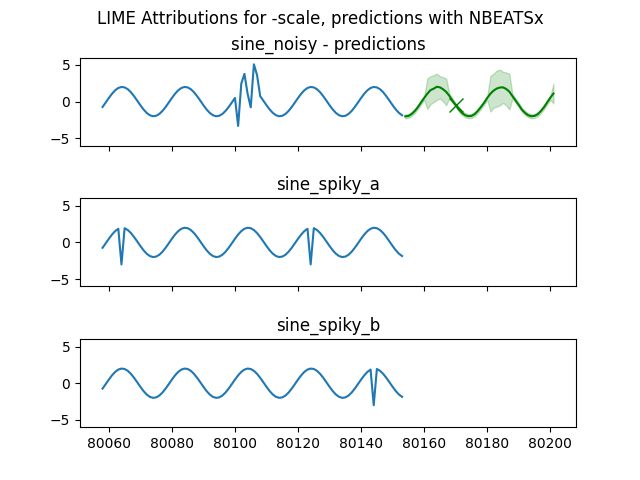 LIME Attributions for -scale, predictions with NBEATSx
sine_noisy - predictions
5
0
−5
sine_spiky_a
5
0
−5
sine_spiky_b
5
0
−5
80060 80080 80100 80120 80140 80160 80180 80200